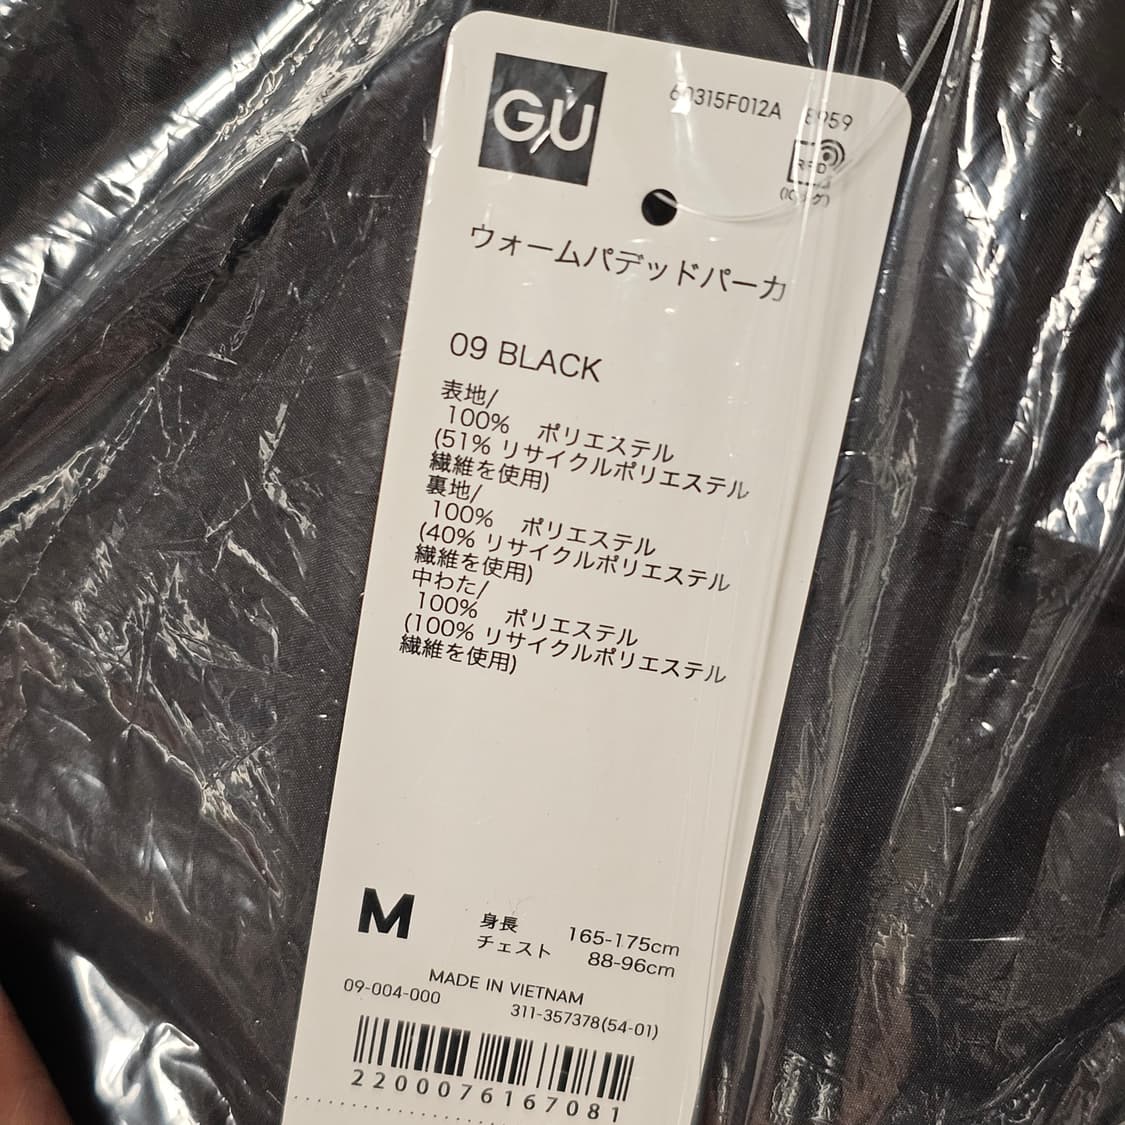 GU
60315F012A 8959
RFID
(ICタグ)
ウォームパデッドパーカ
09 BLACK
表地/
100% ポリエステル
(51% リサイクルポリエステル
繊維を使用)
裏地/
100% ポリエステル
(40% リサイクルポリエステル
繊維を使用)
中わた/
100% ポリエステル
(100% リサイクルポリエステル
繊維を使用)
M
身長 165-175cm
チェスト 88-96cm
MADE IN VIETNAM
09-004-000
311-357378(54-01)
2200076167081